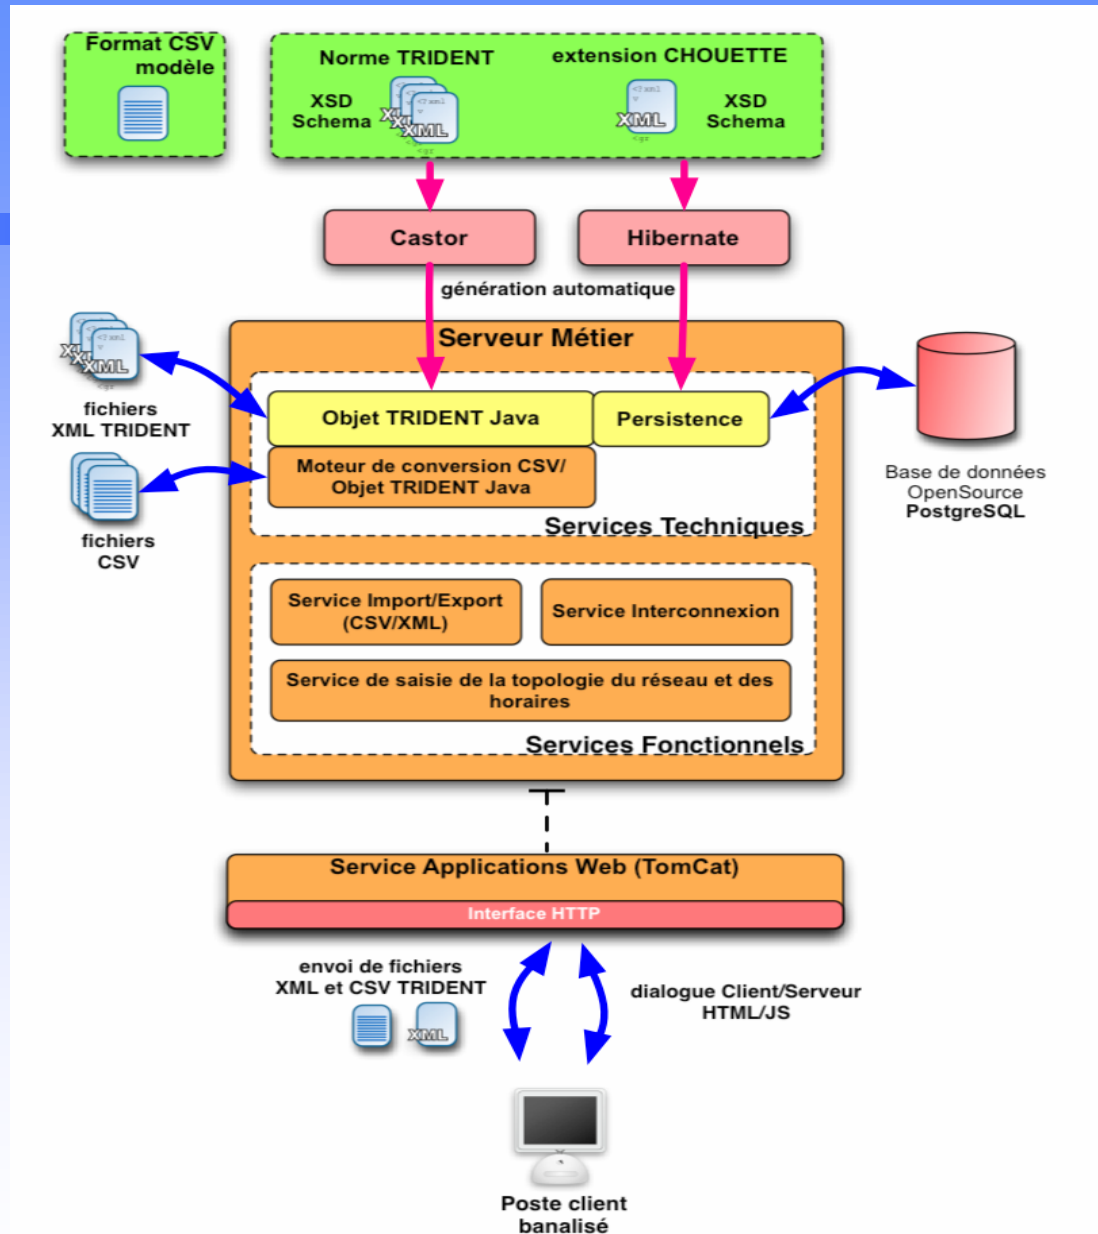 Format CSV
modèle
Norme TRIDENT
extension CHOUETTE
XSD
Schema
XML
XML
XSD
Schema
Castor
Hibernate
génération automatique
Serveur Métier
XML
fichiers
XML TRIDENT
Objet TRIDENT Java
Persistence
Moteur de conversion CSV/
Objet TRIDENT Java
Services Techniques
fichiers
CSV
Base de données
OpenSource
PostgreSQL
Service Import/Export
(CSV/XML)
Service Interconnexion
Service de saisie de la topologie du réseau et des
horaires
Services Fonctionnels
Service Applications Web (TomCat)
Interface HTTP
envoi de fichiers
XML et CSV TRIDENT
XML
dialogue Client/Serveur
HTML/JS
Poste client
banalisé